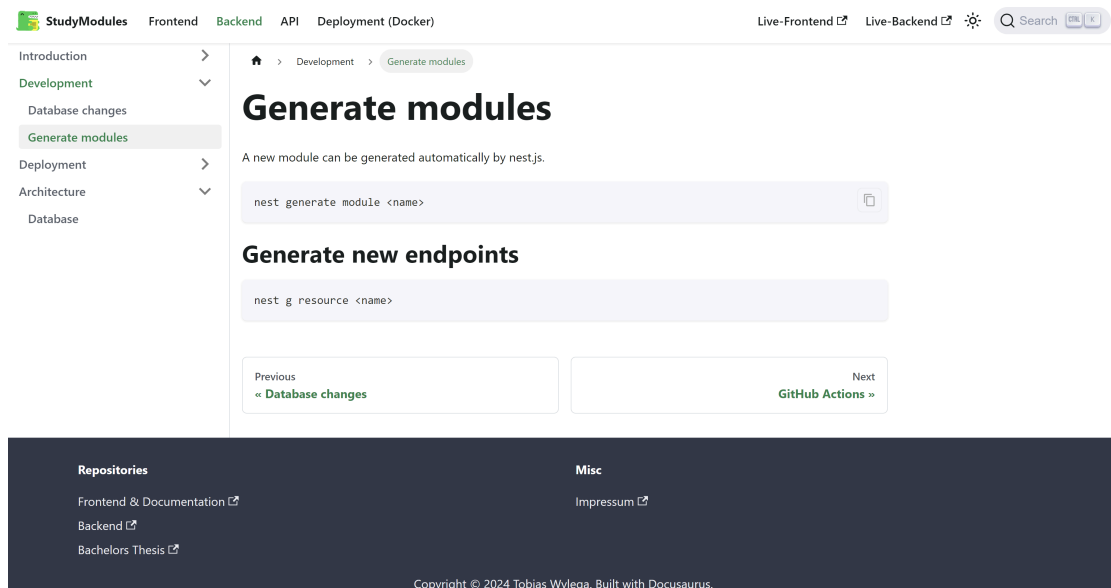 StudyModules Frontend Backend API Deployment (Docker) Live-Frontend Live-Backend Search CTRL K
Introduction
Development
Database changes
Generate modules
Deployment
Architecture
Database
Development Generate modules
Generate modules
A new module can be generated automatically by nest.js.
nest generate module <name>
Generate new endpoints
nest g resource <name>
Previous
« Database changes
Next
GitHub Actions »
Repositories
Frontend & Documentation
Backend
Bachelors Thesis
Misc
Impressum
Copyright © 2024 Tobias Wylega. Built with Docusaurus.